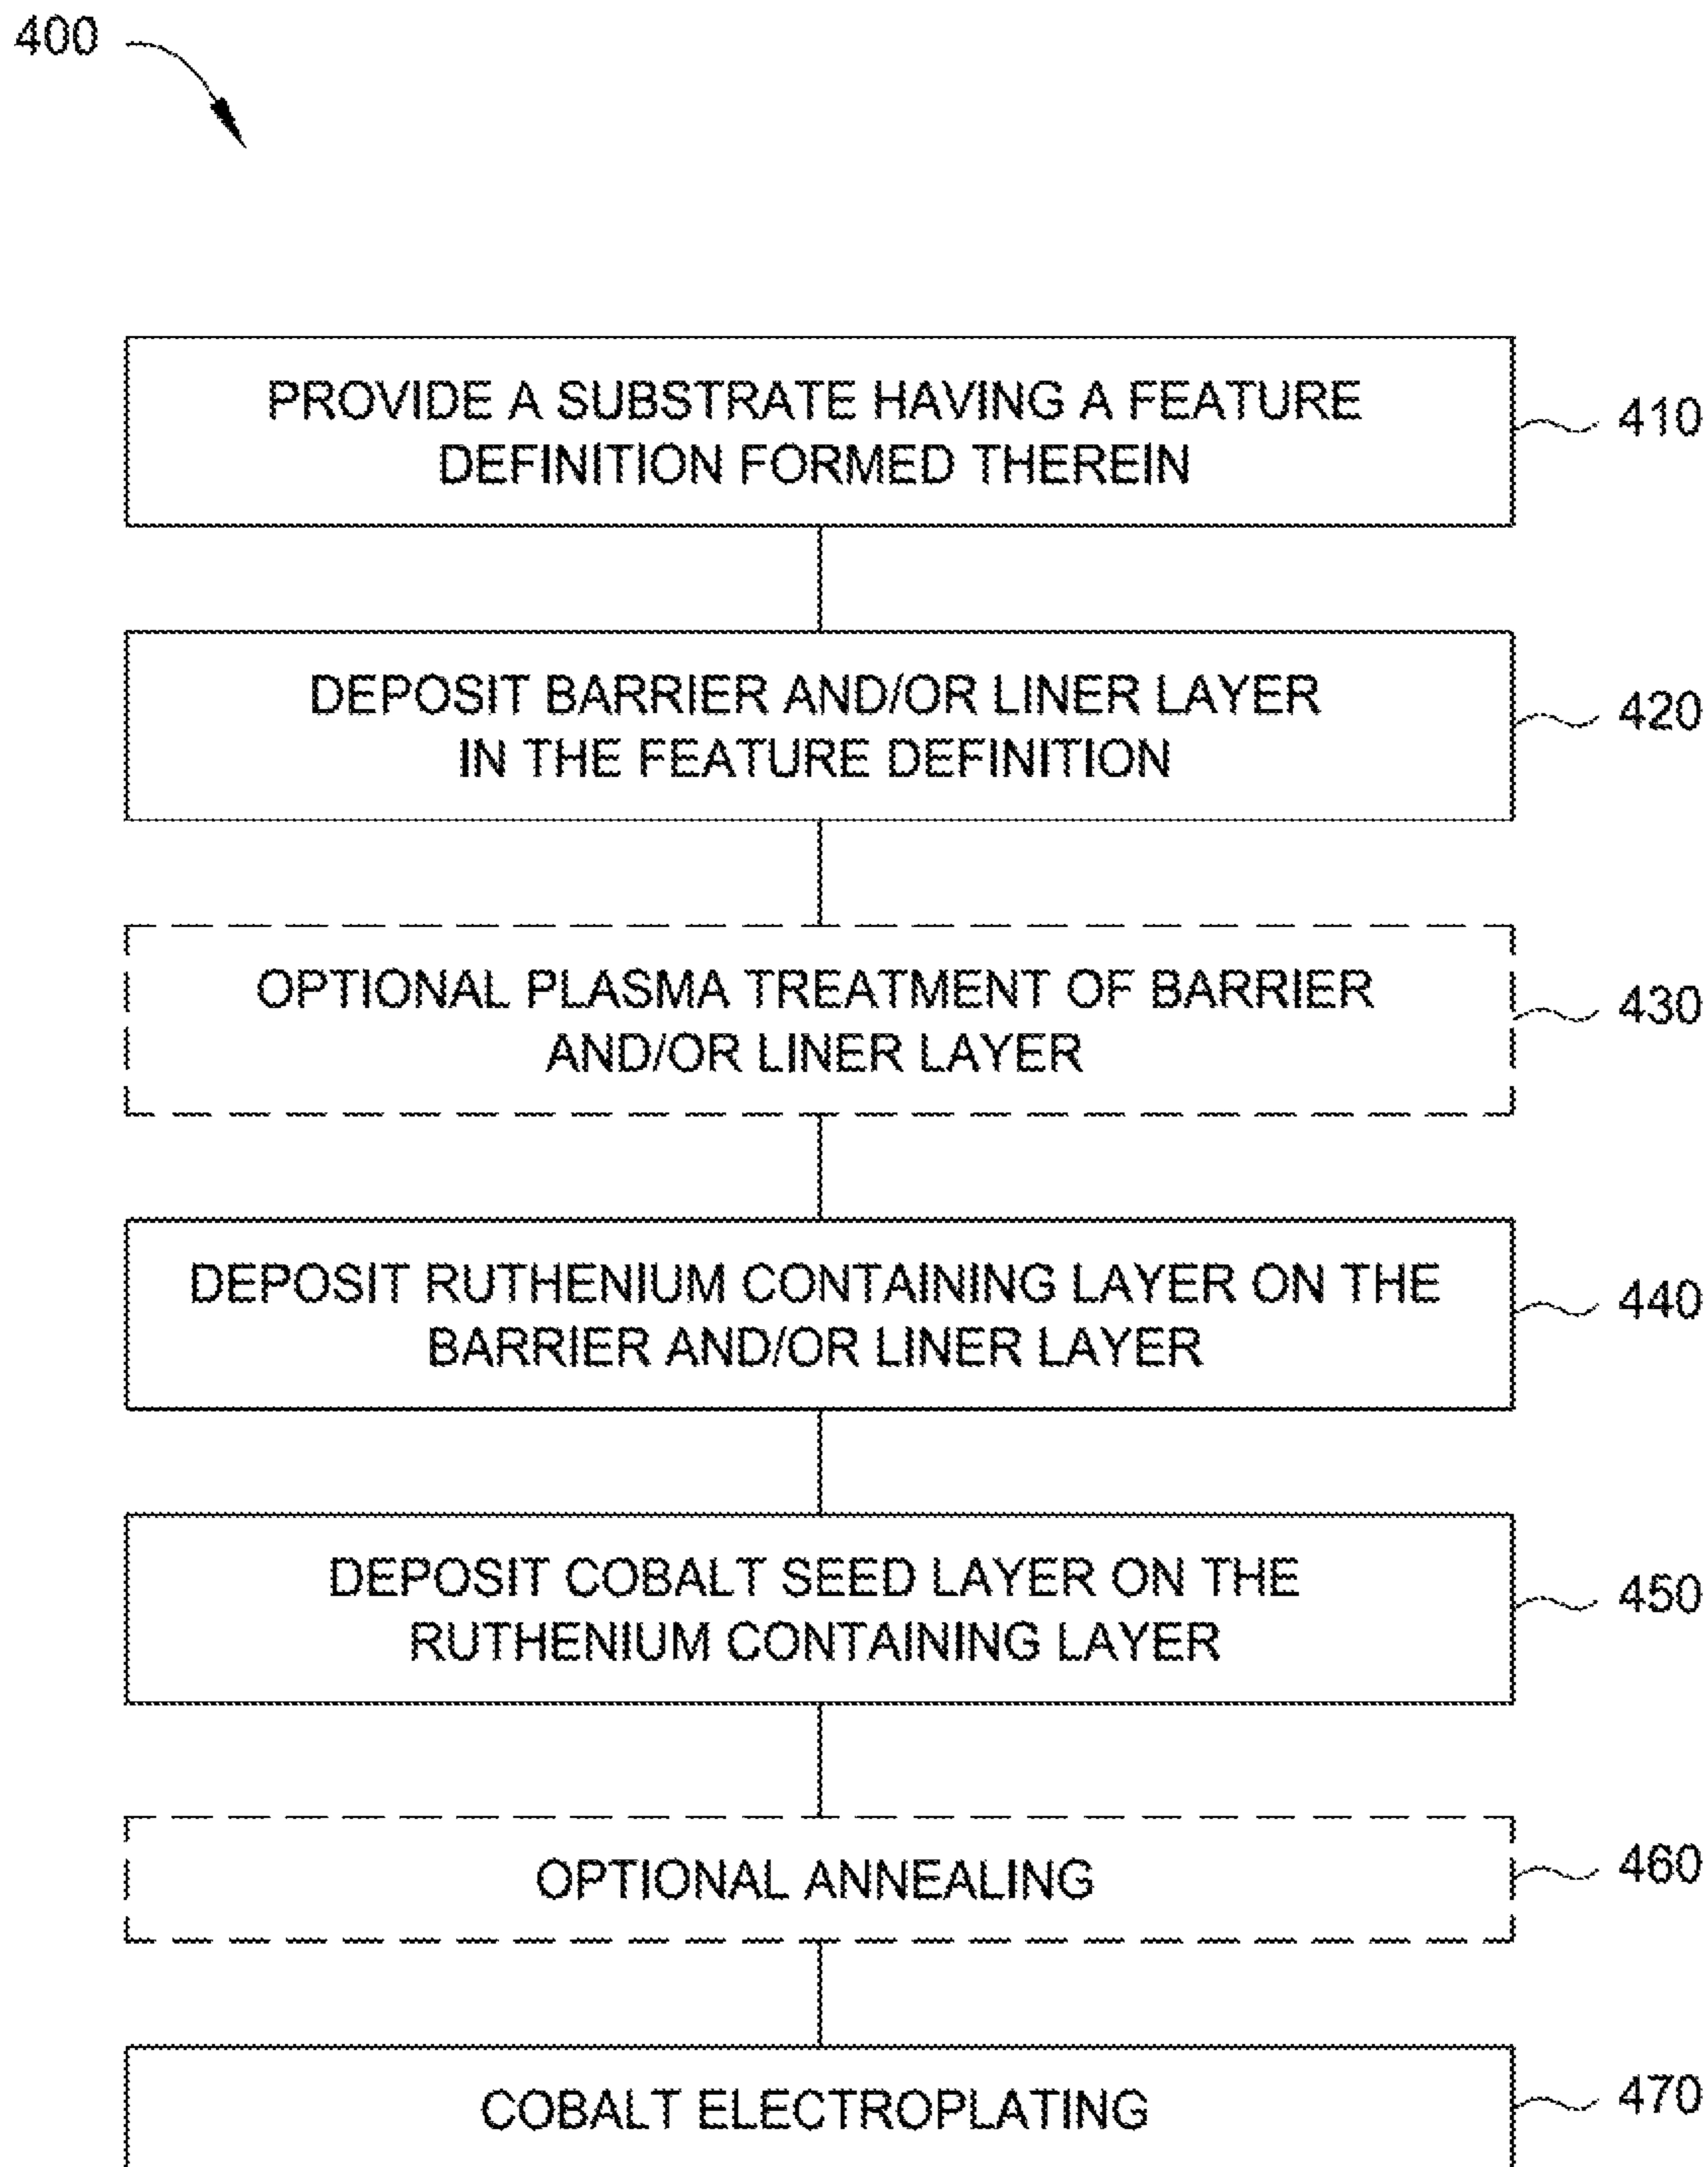 400
PROVIDE A SUBSTRATE HAVING A FEATURE
DEFINITION FORMED THEREIN
410
DEPOSIT BARRIER AND/OR LINER LAYER
IN THE FEATURE DEFINITION
420
OPTIONAL PLASMA TREATMENT OF BARRIER
AND/OR LINER LAYER
430
DEPOSIT RUTHENIUM CONTAINING LAYER ON THE
BARRIER AND/OR LINER LAYER
440
DEPOSIT COBALT SEED LAYER ON THE
RUTHENIUM CONTAINING LAYER
450
OPTIONAL ANNEALING
460
COBALT ELECTROPLATING
470